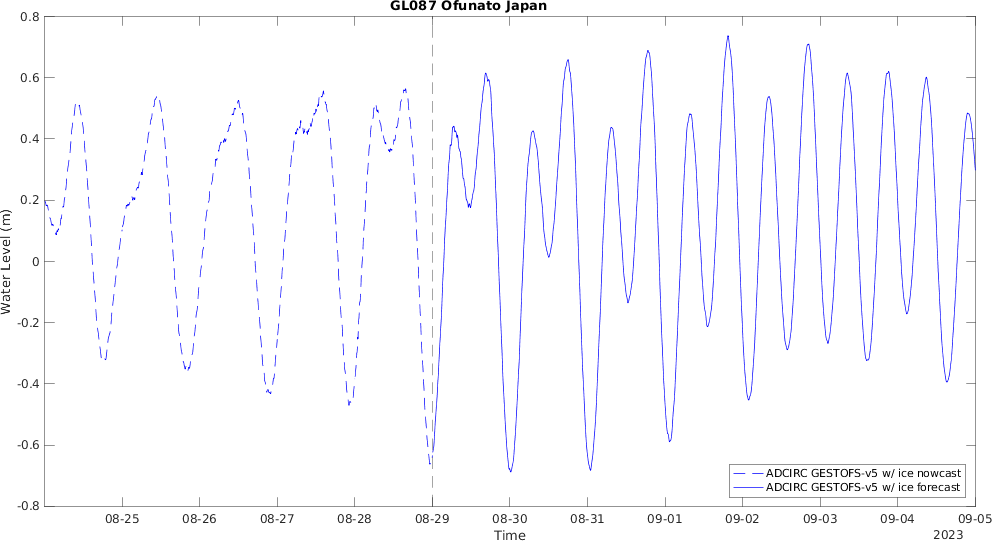 GL087 Ofunato Japan
0.8
0.6
0.4
0.2
0
-0.2
-0.4
-0.6
-0.8
Water Level (m)
ADCIRC GESTOFS-v5 w/ ice nowcast
ADCIRC GESTOFS-v5 w/ ice forecast
08-25 08-26 08-27 08-28 08-29 08-30 08-31 09-01 09-02 09-03 09-04 09-05
Time
2023